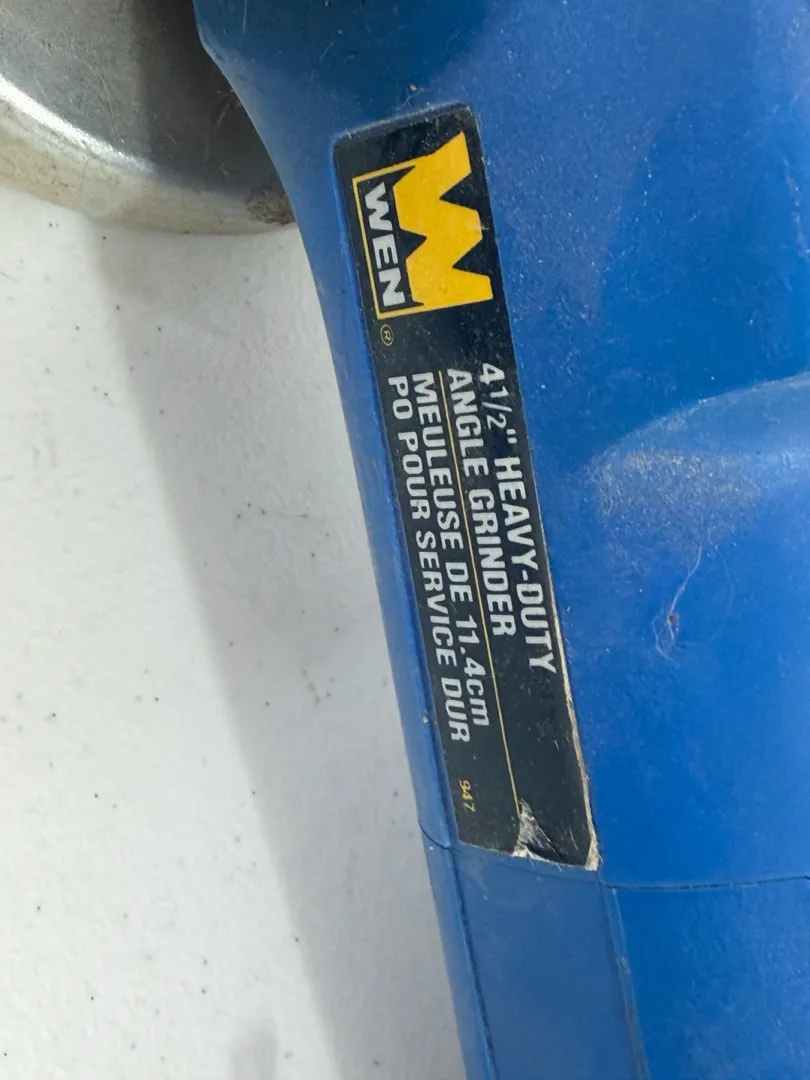 WEN
®
4 1/2" HEAVY-DUTY
ANGLE GRINDER
MEULEUSE DE 11.4cm
PO POUR SERVICE DUR
947